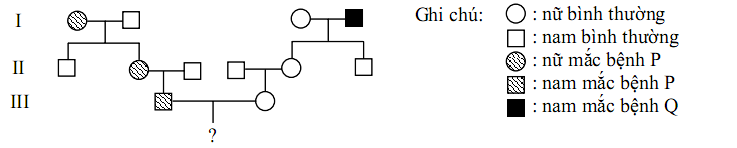 I
II
III
?
Ghi chú:
: nữ bình thường
: nam bình thường
: nữ mắc bệnh P
: nam mắc bệnh P
: nam mắc bệnh Q